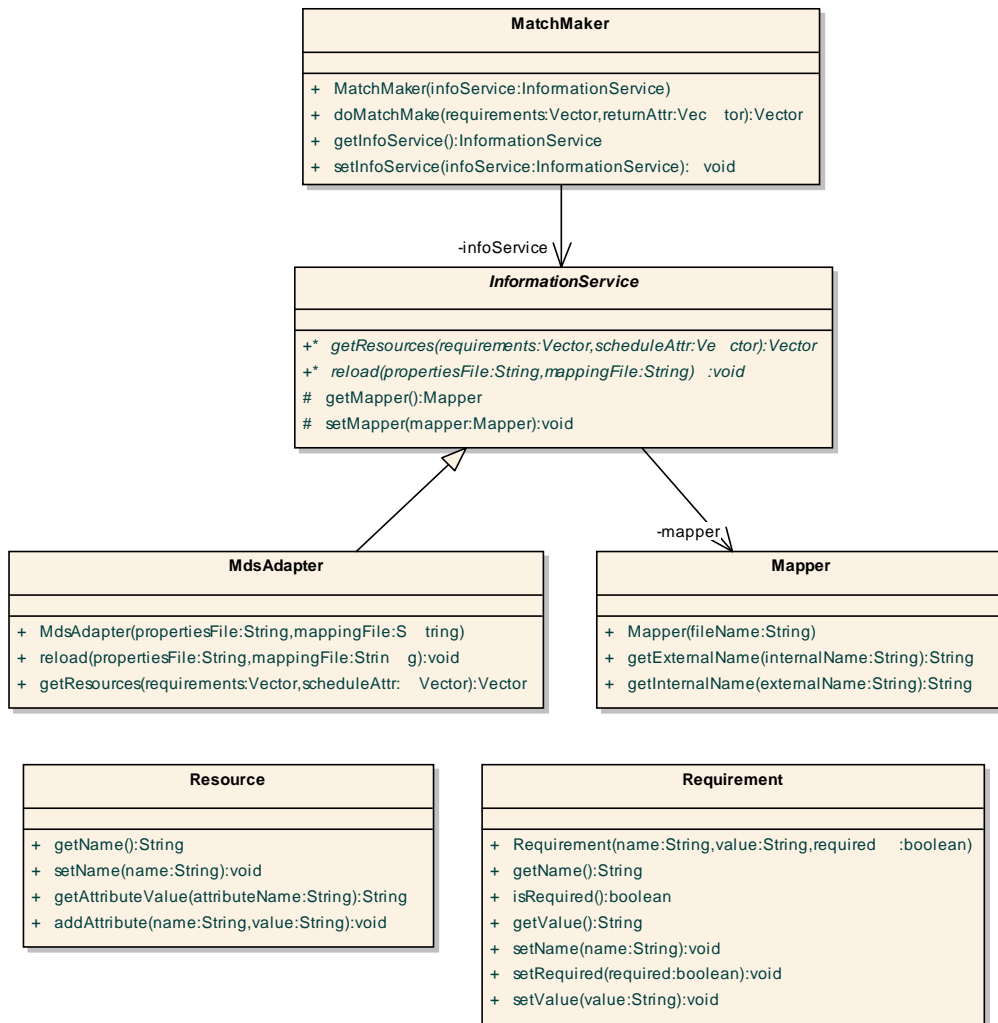 MatchMaker
+ MatchMaker(infoService:InformationService)
+ doMatchMake(requirements:Vector,returnAttr:Vec tor):Vector
+ getInfoService():InformationService
+ setInfoService(infoService:InformationService): void
-infoService
InformationService
+* getResources(requirements:Vector,scheduleAttr:Ve ctor):Vector
+* reload(propertiesFile:String,mappingFile:String) :void
# getMapper():Mapper
# setMapper(mapper:Mapper):void
-mapper
MdsAdapter
+ MdsAdapter(propertiesFile:String,mappingFile:S tring)
+ reload(propertiesFile:String,mappingFile:Strin g):void
+ getResources(requirements:Vector,scheduleAttr: Vector):Vector
Mapper
+ Mapper(fileName:String)
+ getExternalName(internalName:String):String
+ getInternalName(externalName:String):String
Resource
+ getName():String
+ setName(name:String):void
+ getAttributeValue(attributeName:String):String
+ addAttribute(name:String,value:String):void
Requirement
+ Requirement(name:String,value:String,required :boolean)
+ getName():String
+ isRequired():boolean
+ getValue():String
+ setName(name:String):void
+ setRequired(required:boolean):void
+ setValue(value:String):void